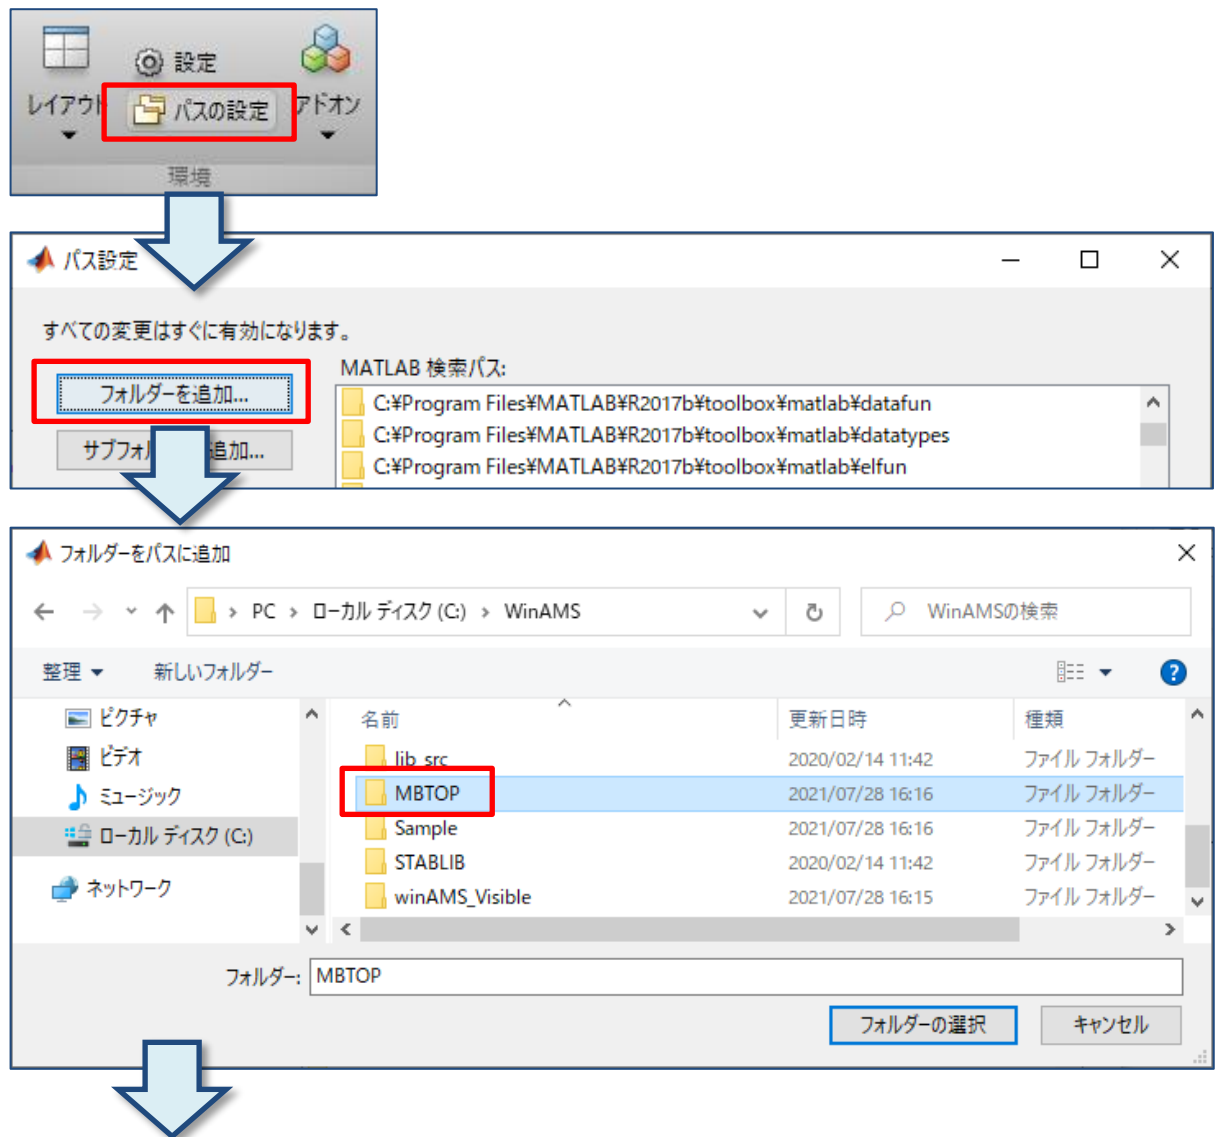 設定
レイアウト
パスの設定
アドオン
環境
パス設定
すべての変更はすぐに有効になります。
フォルダーを追加...
MATLAB 検索パス:
C:¥Program Files¥MATLAB¥R2017b¥toolbox¥matlab¥datafun
C:¥Program Files¥MATLAB¥R2017b¥toolbox¥matlab¥datatypes
サブフォ 追加...
C:¥Program Files¥MATLAB¥R2017b¥toolbox¥matlab¥elfun
フォルダーをパスに追加
PC › ローカル ディスク (C:) › WinAMS
WinAMSの検索
整理
新しいフォルダー
ピクチャ
ビデオ
ミュージック
ローカル ディスク (C:)
ネットワーク
名前 更新日時 種類
lib_src 2020/02/14 11:42 ファイル フォルダー
MBTOP 2021/07/28 16:16 ファイル フォルダー
Sample 2021/07/28 16:16 ファイル フォルダー
STABLIB 2020/02/14 11:42 ファイル フォルダー
winAMS_Visible 2021/07/28 16:15 ファイル フォルダー
フォルダー: MBTOP
フォルダーの選択
キャンセル